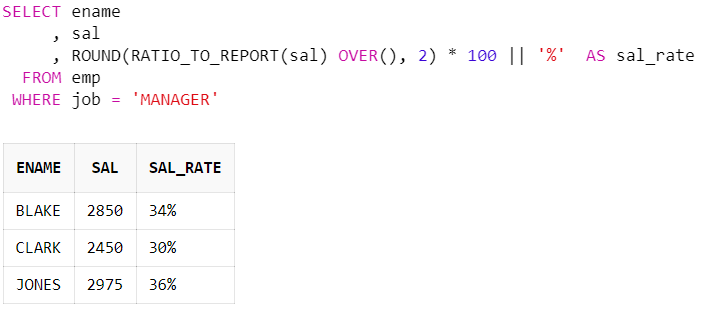 SELECT ename
, sal
, ROUND(RATIO_TO_REPORT(sal) OVER(), 2) * 100 || '%' AS sal_rate
FROM emp
WHERE job = 'MANAGER'
ENAME SAL SAL_RATE
BLAKE 2850 34%
CLARK 2450 30%
JONES 2975 36%